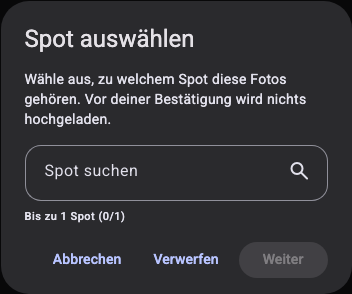 Spot auswählen
Wähle aus, zu welchem Spot diese Fotos
gehören. Vor deiner Bestätigung wird nichts
hochgeladen.
Spot suchen
Bis zu 1 Spot (0/1)
Abbrechen Verwerfen Weiter